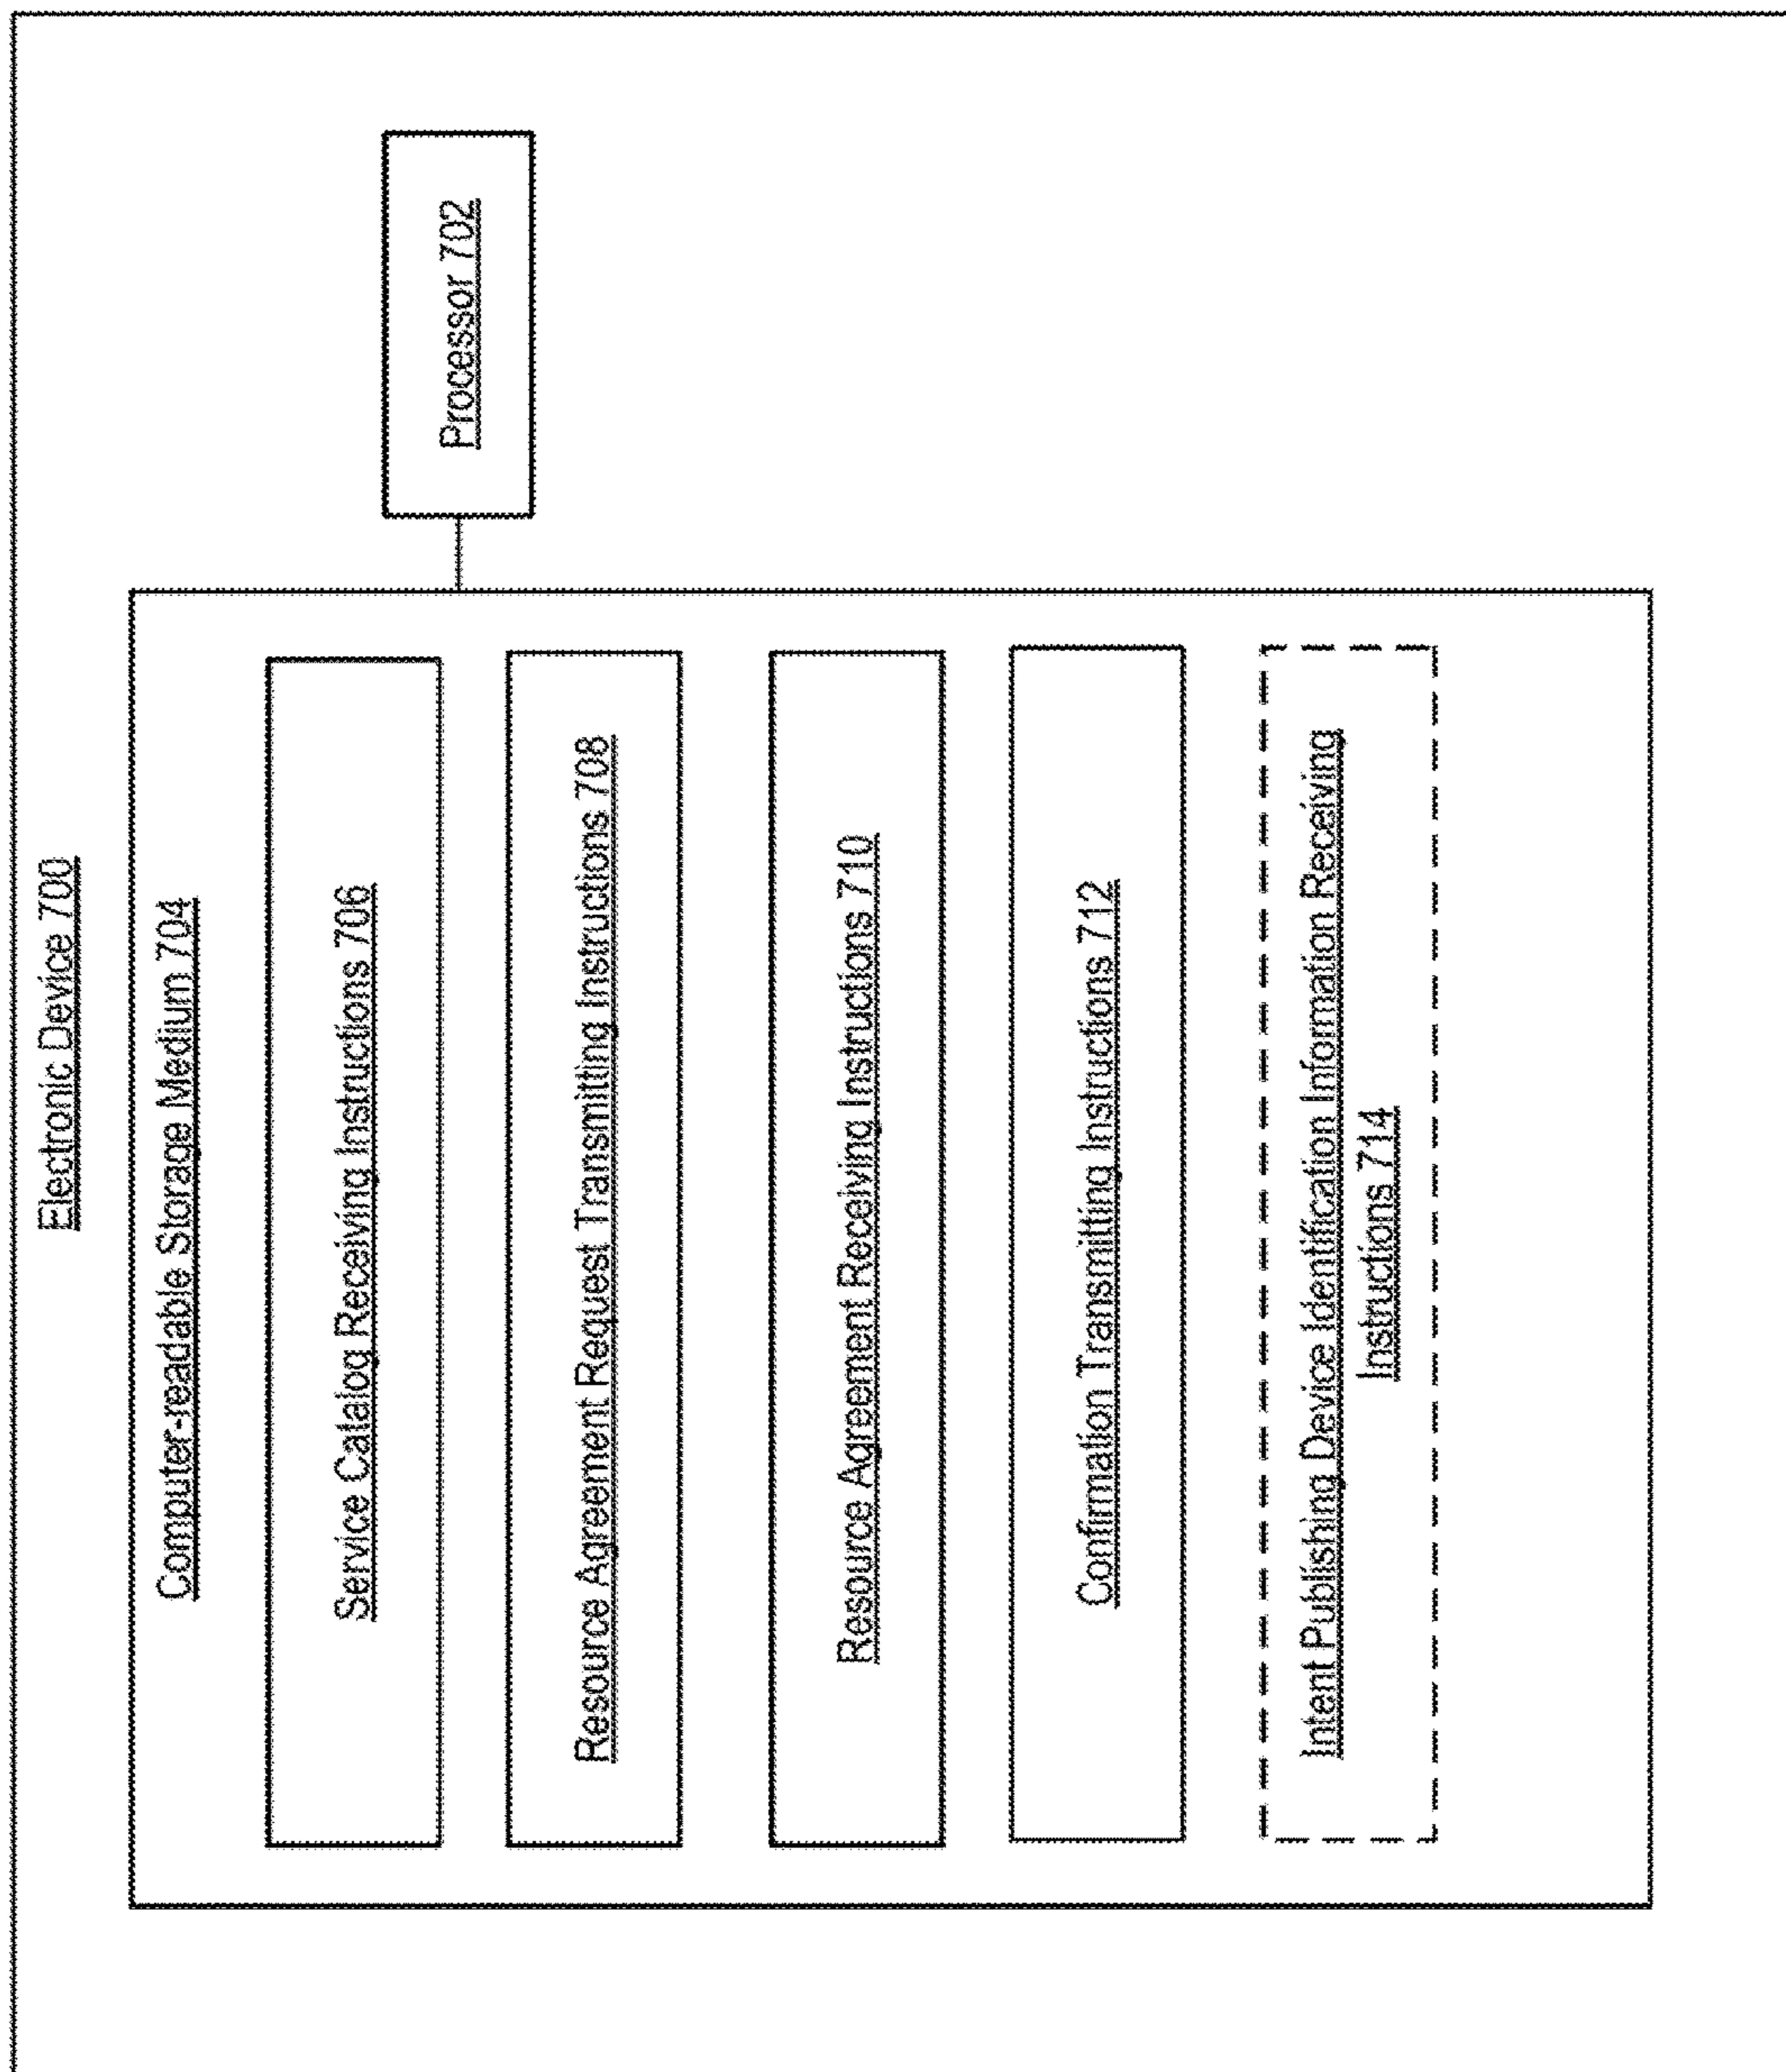 Electronic Device 700
Computer-readable Storage Medium 704
Service Catalog Receiving Instructions 706
Resource Agreement Request Transmitting Instructions 708
Resource Agreement Receiving Instructions 710
Confirmation Transmitting Instructions 712
Intent Publishing Device Identification Information Receiving
Instructions 714
Processor 702